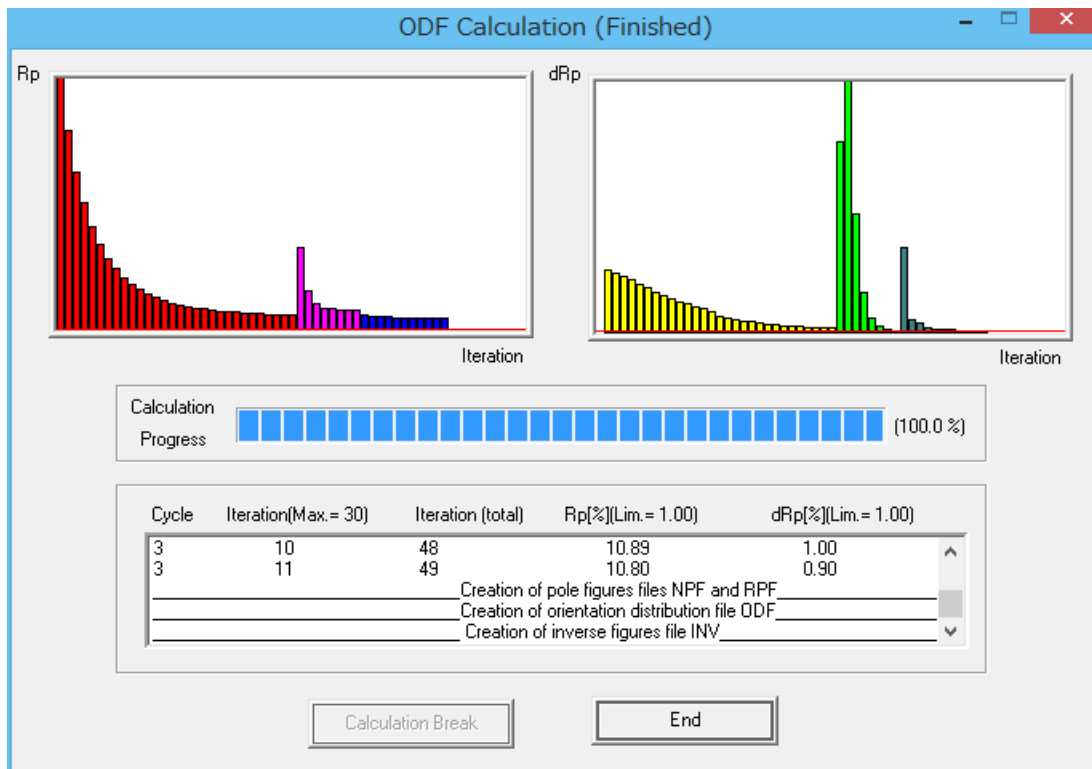 ODF Calculation (Finished)
Rp
dRp
Iteration
Iteration
Calculation
Progress
(100.0 %)
Cycle Iteration(Max.= 30) Iteration (total) Rp[%](Lim.= 1.00) dRp[%](Lim.= 1.00)
3 10 48 10.89 1.00
3 11 49 10.80 0.90
Creation of pole figures files NPF and RPF
Creation of orientation distribution file ODF
Creation of inverse figures file INV
Calculation Break
End